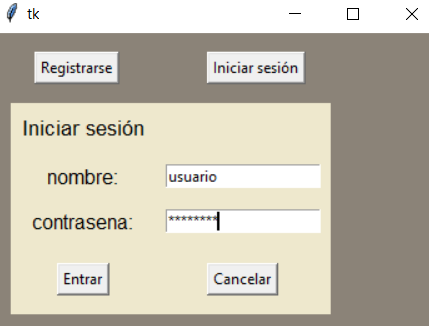 tk
Registrarse Iniciar sesión
Iniciar sesión
nombre: usuario
contrasena: ********
Entrar Cancelar